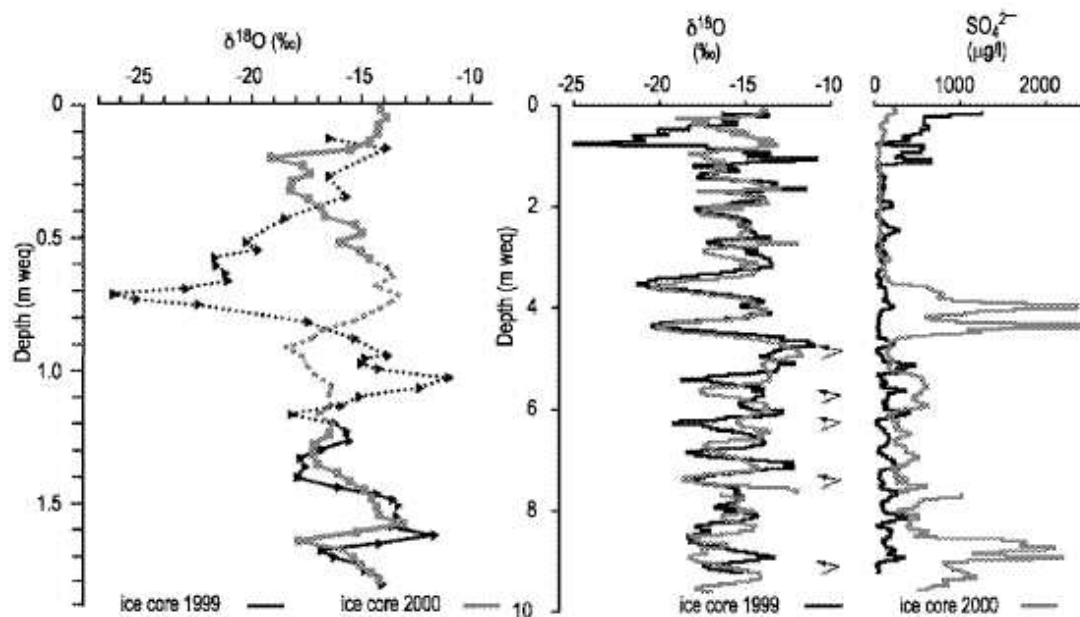 δ¹⁸O (‰)
-25 -20 -15 -10
Depth (m weq)
0
0.5
1.0
1.5
ice core 1999 ice core 2000
δ¹⁸O
(‰)
-25 -20 -15 -10
SO₄²⁻
(µg/l)
0 1000 2000
Depth (m weq)
0
2
4
6
8
10
ice core 1999 ice core 2000